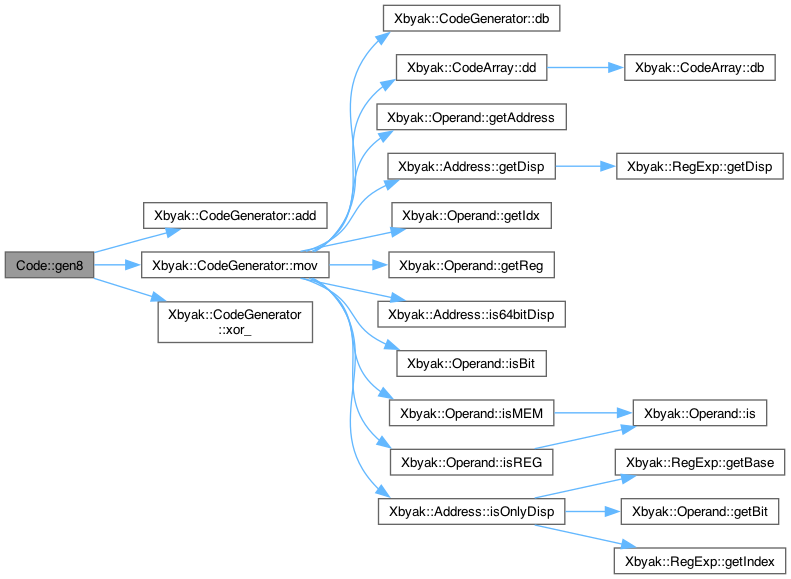 Xbyak::CodeGenerator::db
Xbyak::CodeArray::dd
Xbyak::CodeArray::db
Xbyak::Operand::getAddress
Xbyak::Address::getDisp
Xbyak::RegExp::getDisp
Xbyak::CodeGenerator::add
Xbyak::Operand::getIdx
Code::gen8
Xbyak::CodeGenerator::mov
Xbyak::Operand::getReg
Xbyak::CodeGenerator
::xor_
Xbyak::Address::is64bitDisp
Xbyak::Operand::isBit
Xbyak::Operand::isMEM
Xbyak::Operand::is
Xbyak::Operand::isREG
Xbyak::RegExp::getBase
Xbyak::Address::isOnlyDisp
Xbyak::Operand::getBit
Xbyak::RegExp::getIndex